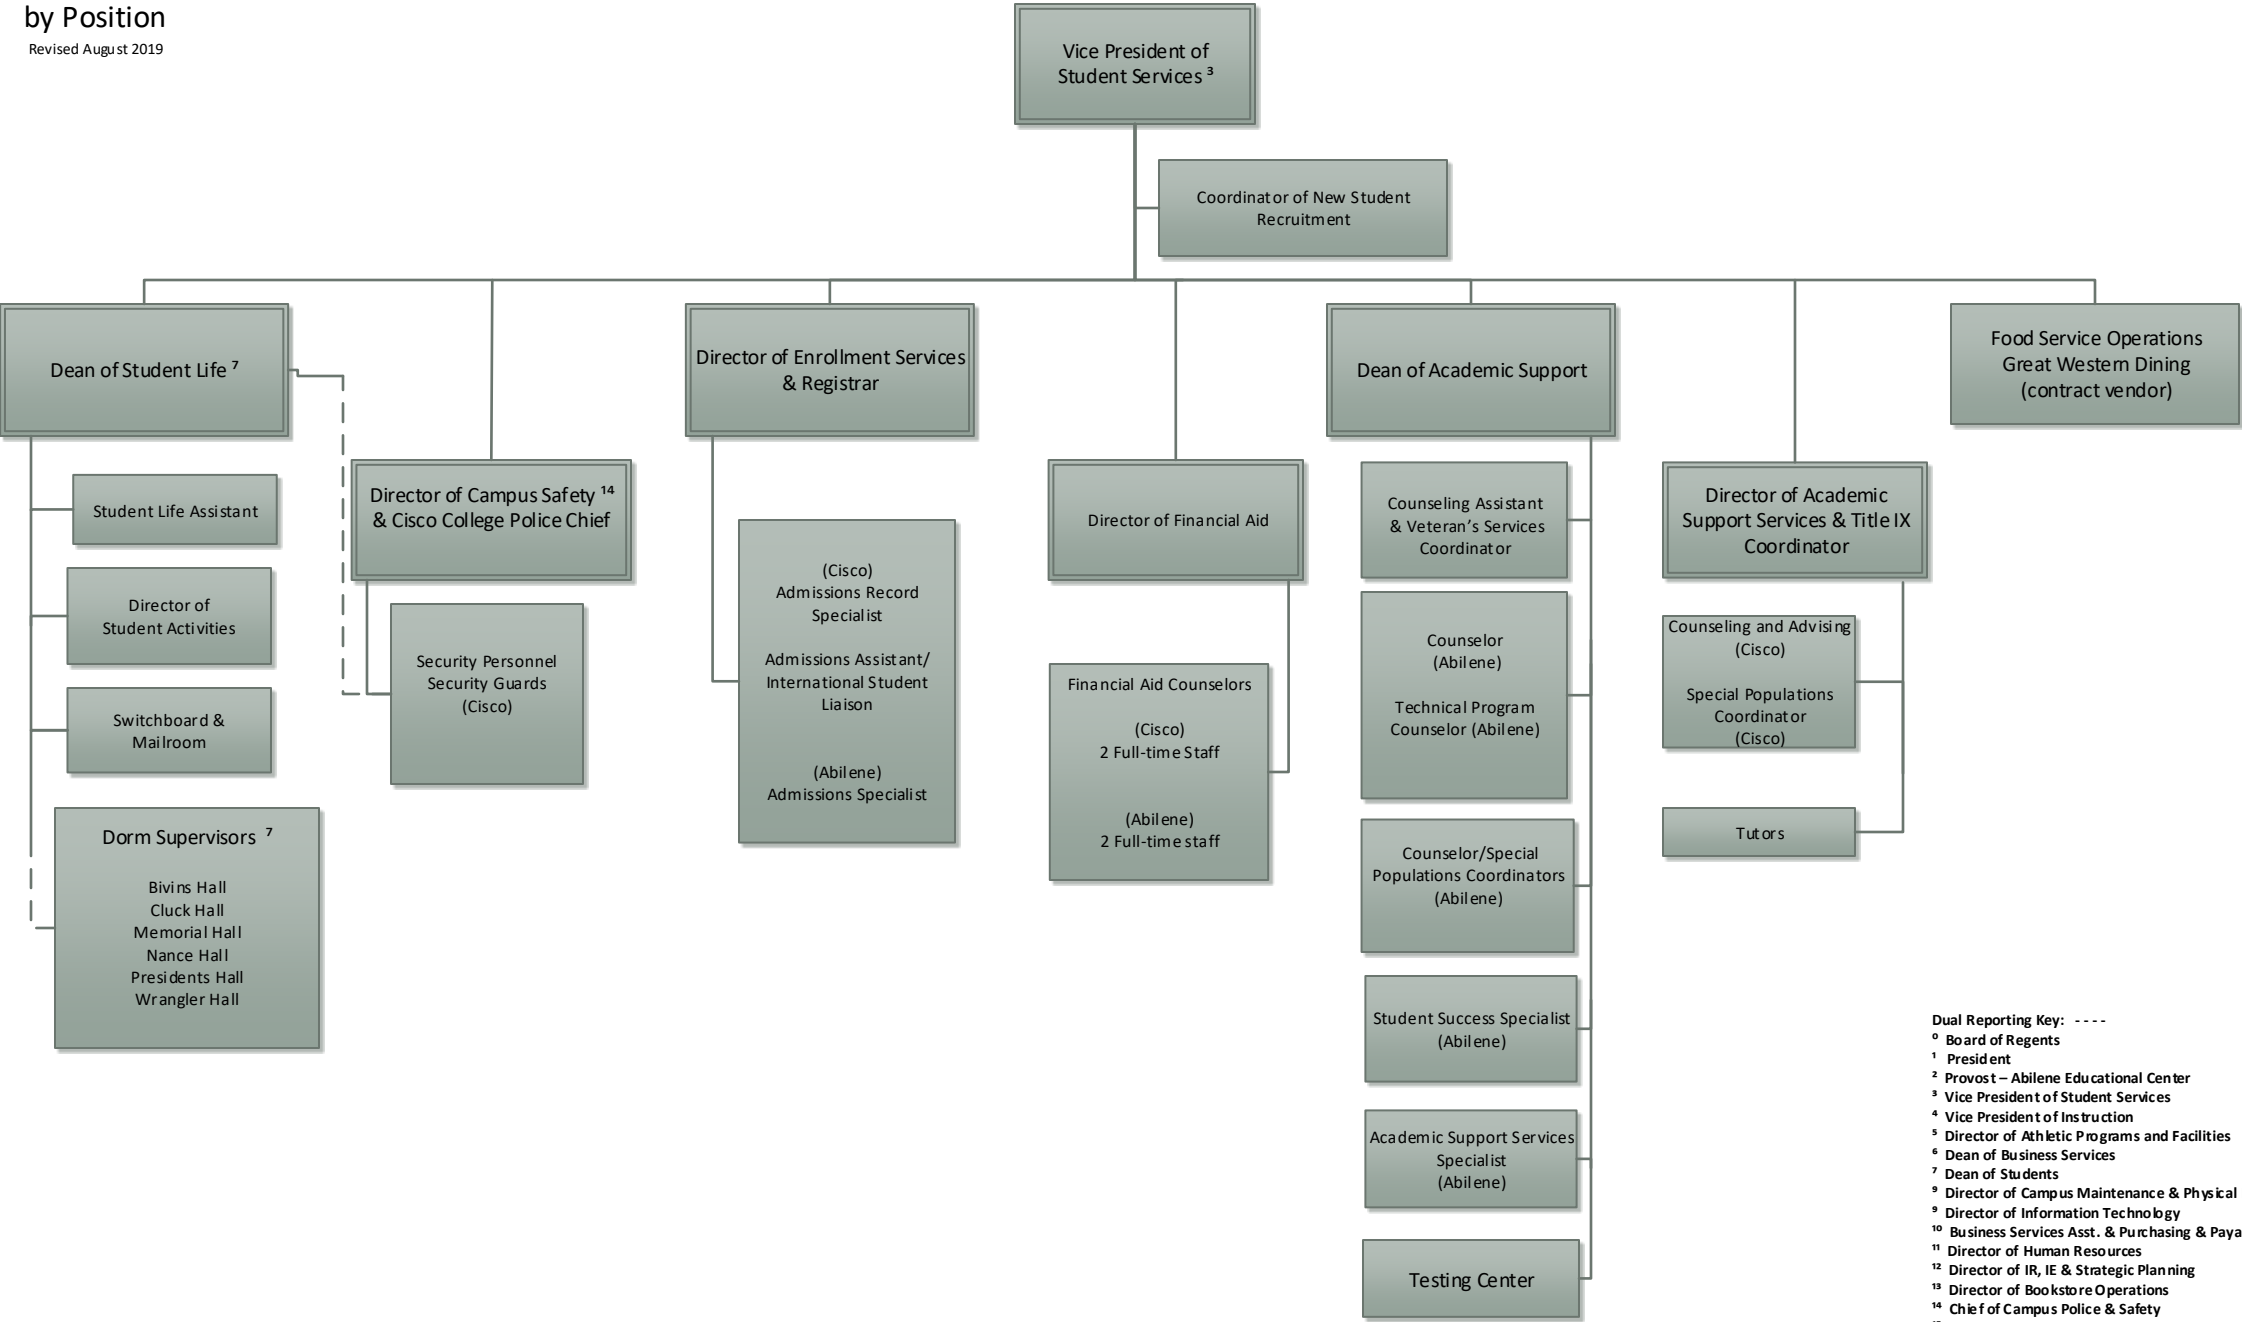 by Position
Revised August 2019
Vice President of
Student Services ³
Coordinator of New Student
Recruitment
Dean of Student Life ⁷
Student Life Assistant
Director of
Student Activities
Switchboard &
Mailroom
Dorm Supervisors ⁷
Bivins Hall
Cluck Hall
Memorial Hall
Nance Hall
Presidents Hall
Wrangler Hall
Director of Campus Safety ¹⁴
& Cisco College Police Chief
Security Personnel
Security Guards
(Cisco)
Director of Enrollment Services
& Registrar
(Cisco)
Admissions Record
Specialist
Admissions Assistant/
International Student
Liaison
(Abilene)
Admissions Specialist
Director of Financial Aid
Financial Aid Counselors
(Cisco)
2 Full-time Staff
(Abilene)
2 Full-time staff
Dean of Academic Support
Counseling Assistant
& Veteran’s Services
Coordinator
Counselor
(Abilene)
Technical Program
Counselor (Abilene)
Counselor/Special
Populations Coordinators
(Abilene)
Student Success Specialist
(Abilene)
Academic Support Services
Specialist
(Abilene)
Testing Center
Director of Academic
Support Services & Title IX
Coordinator
Counseling and Advising
(Cisco)
Special Populations
Coordinator
(Cisco)
Tutors
Food Service Operations
Great Western Dining
(contract vendor)
Dual Reporting Key: - - - -
⁰ Board of Regents
¹ President
² Provost – Abilene Educational Center
³ Vice President of Student Services
⁴ Vice President of Instruction
⁵ Director of Athletic Programs and Facilities
⁶ Dean of Business Services
⁷ Dean of Students
⁹ Director of Campus Maintenance & Physical
⁹ Director of Information Technology
¹⁰ Business Services Asst. & Purchasing & Paya
¹¹ Director of Human Resources
¹² Director of IR, IE & Strategic Planning
¹³ Director of Bookstore Operations
¹⁴ Chief of Campus Police & Safety